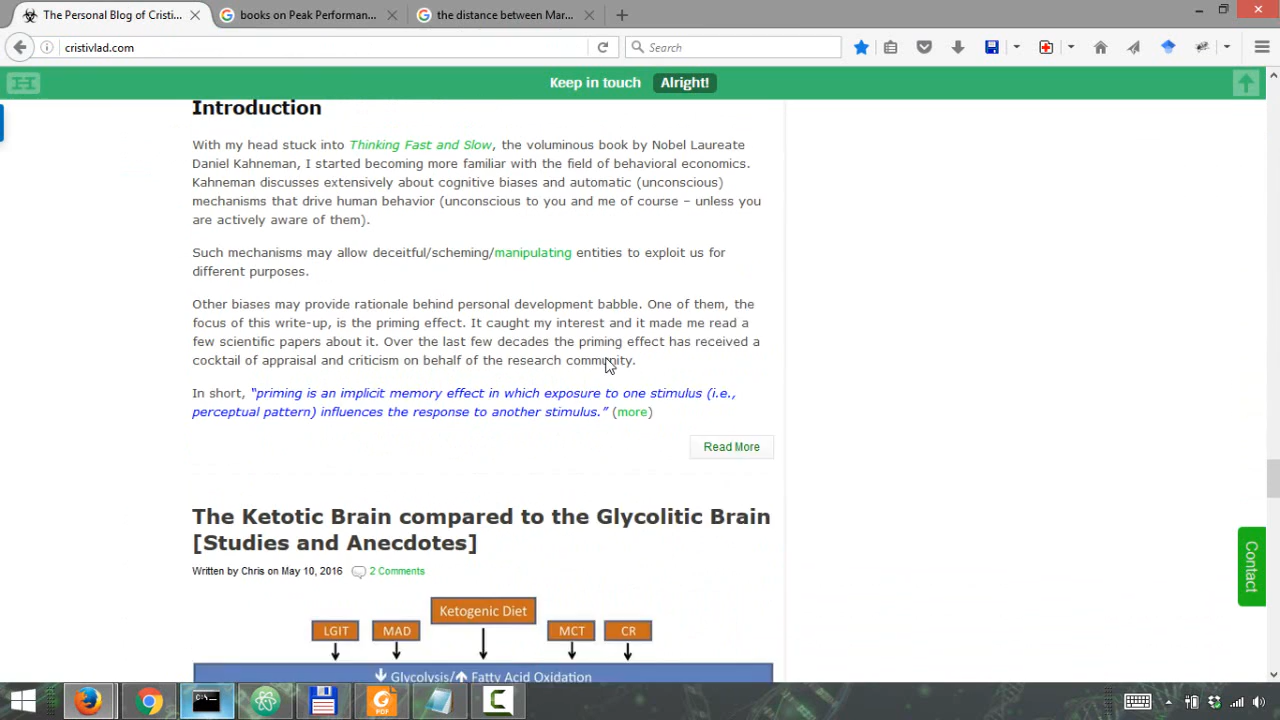 The Personal Blog of Cristi...
books on Peak Performan...
the distance between Mar...
cristivlad.com
Search
Keep in touch Alright!
Introduction
With my head stuck into Thinking Fast and Slow, the voluminous book by Nobel Laureate
Daniel Kahneman, I started becoming more familiar with the field of behavioral economics.
Kahneman discusses extensively about cognitive biases and automatic (unconscious)
mechanisms that drive human behavior (unconscious to you and me of course – unless you
are actively aware of them).
Such mechanisms may allow deceitful/scheming/manipulating entities to exploit us for
different purposes.
Other biases may provide rationale behind personal development babble. One of them, the
focus of this write-up, is the priming effect. It caught my interest and it made me read a
few scientific papers about it. Over the last few decades the priming effect has received a
cocktail of appraisal and criticism on behalf of the research community.
In short, “priming is an implicit memory effect in which exposure to one stimulus (i.e.,
perceptual pattern) influences the response to another stimulus.” (more)
Read More
The Ketotic Brain compared to the Glycolitic Brain
[Studies and Anecdotes]
Written by Chris on May 10, 2016 2 Comments
Ketogenic Diet
LGIT MAD MCT CR
Glycolysis/ Fatty Acid Oxidation
Contact
PDF